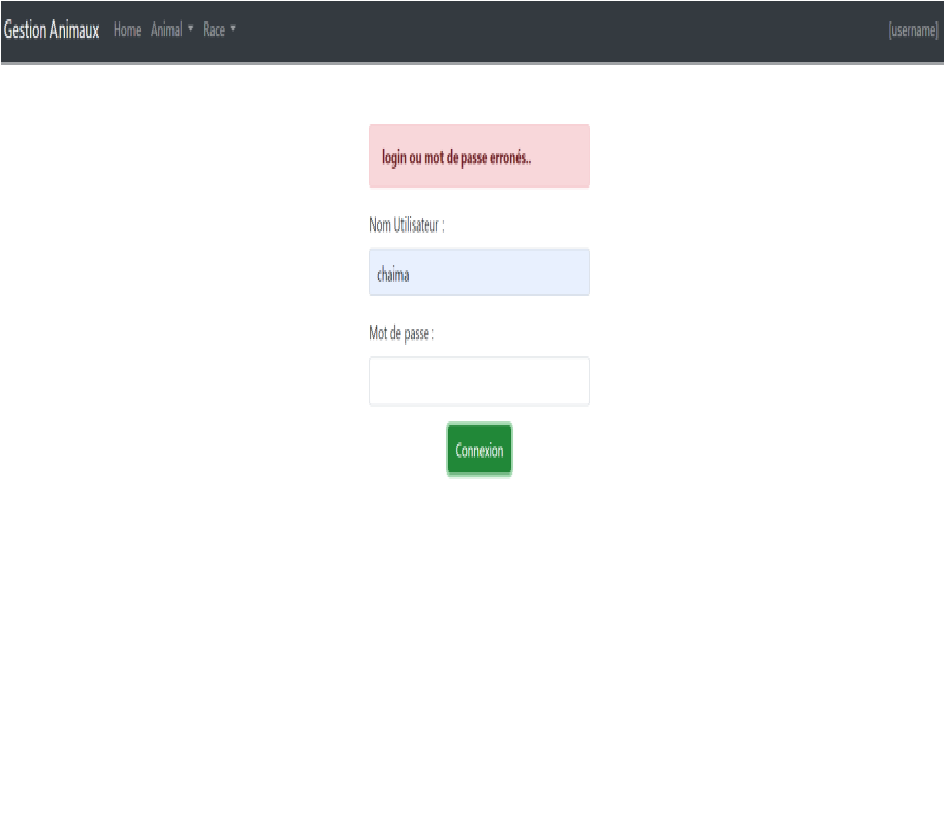 Gestion Animaux Home Animal Race [username]
login ou mot de passe erronés..
Nom Utilisateur :
chaima
Mot de passe :
Connexion